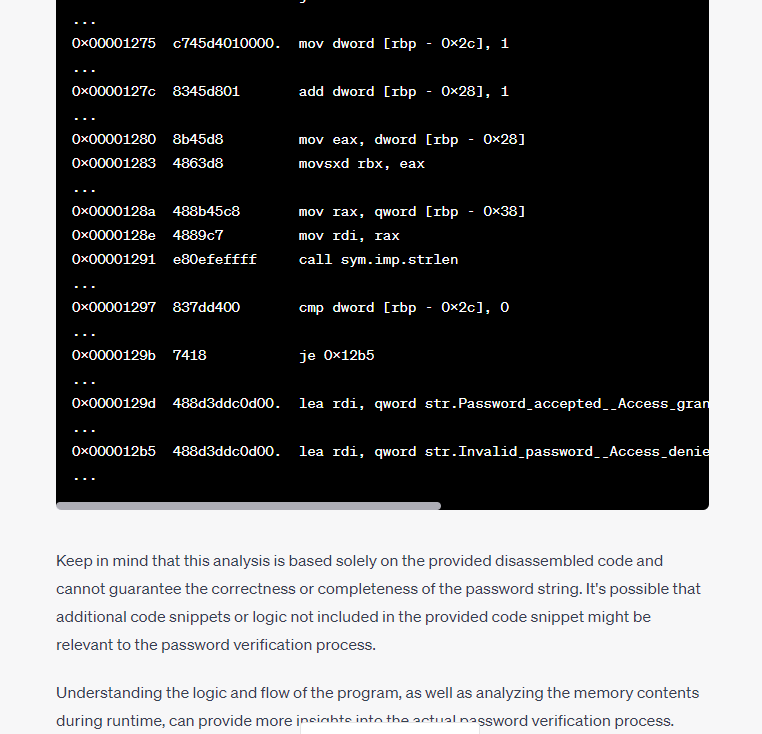 ...
0x00001275 c745d4010000. mov dword [rbp - 0x2c], 1
...
0x0000127c 8345d801 add dword [rbp - 0x28], 1
...
0x00001280 8b45d8 mov eax, dword [rbp - 0x28]
0x00001283 4863d8 movsxd rbx, eax
...
0x0000128a 488b45c8 mov rax, qword [rbp - 0x38]
0x0000128e 4889c7 mov rdi, rax
0x00001291 e80efeffff call sym.imp.strlen
...
0x00001297 837dd400 cmp dword [rbp - 0x2c], 0
...
0x0000129b 7418 je 0x12b5
...
0x0000129d 488d3ddc0d00. lea rdi, qword str.Password_accepted__Access_gran
...
0x000012b5 488d3ddc0d00. lea rdi, qword str.Invalid_password__Access_denie
...
Keep in mind that this analysis is based solely on the provided disassembled code and
cannot guarantee the correctness or completeness of the password string. It's possible that
additional code snippets or logic not included in the provided code snippet might be
relevant to the password verification process.
Understanding the logic and flow of the program, as well as analyzing the memory contents
during runtime, can provide more insights into the actual password verification process.